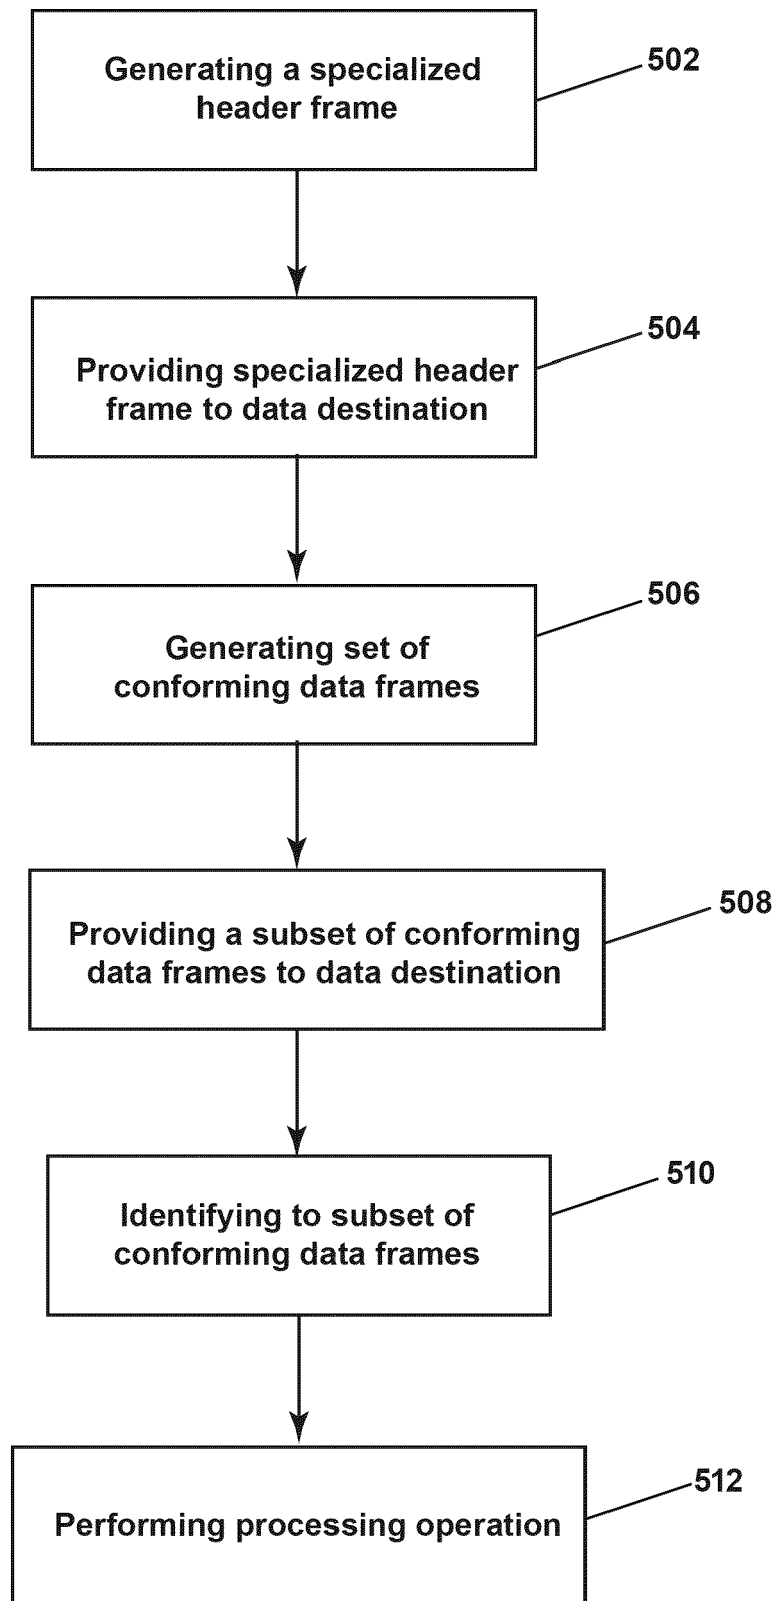 Generating a specialized
header frame
502
Providing specialized header
frame to data destination
504
Generating set of
conforming data frames
506
Providing a subset of conforming
data frames to data destination
508
Identifying to subset of
conforming data frames
510
Performing processing operation
512